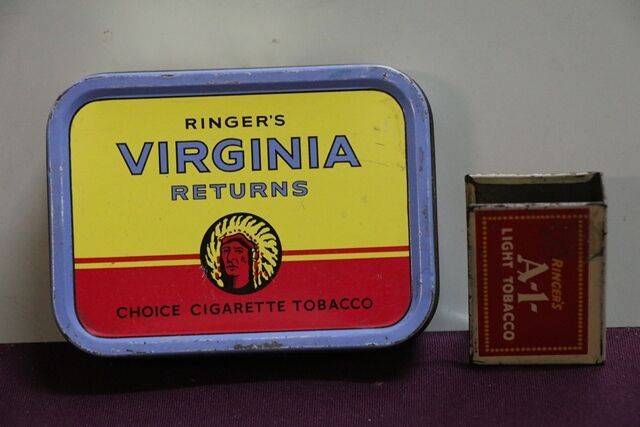 RINGER'S
VIRGINIA
RETURNS
CHOICE CIGARETTE TOBACCO
RINGER'S
A-1-
LIGHT TOBACCO